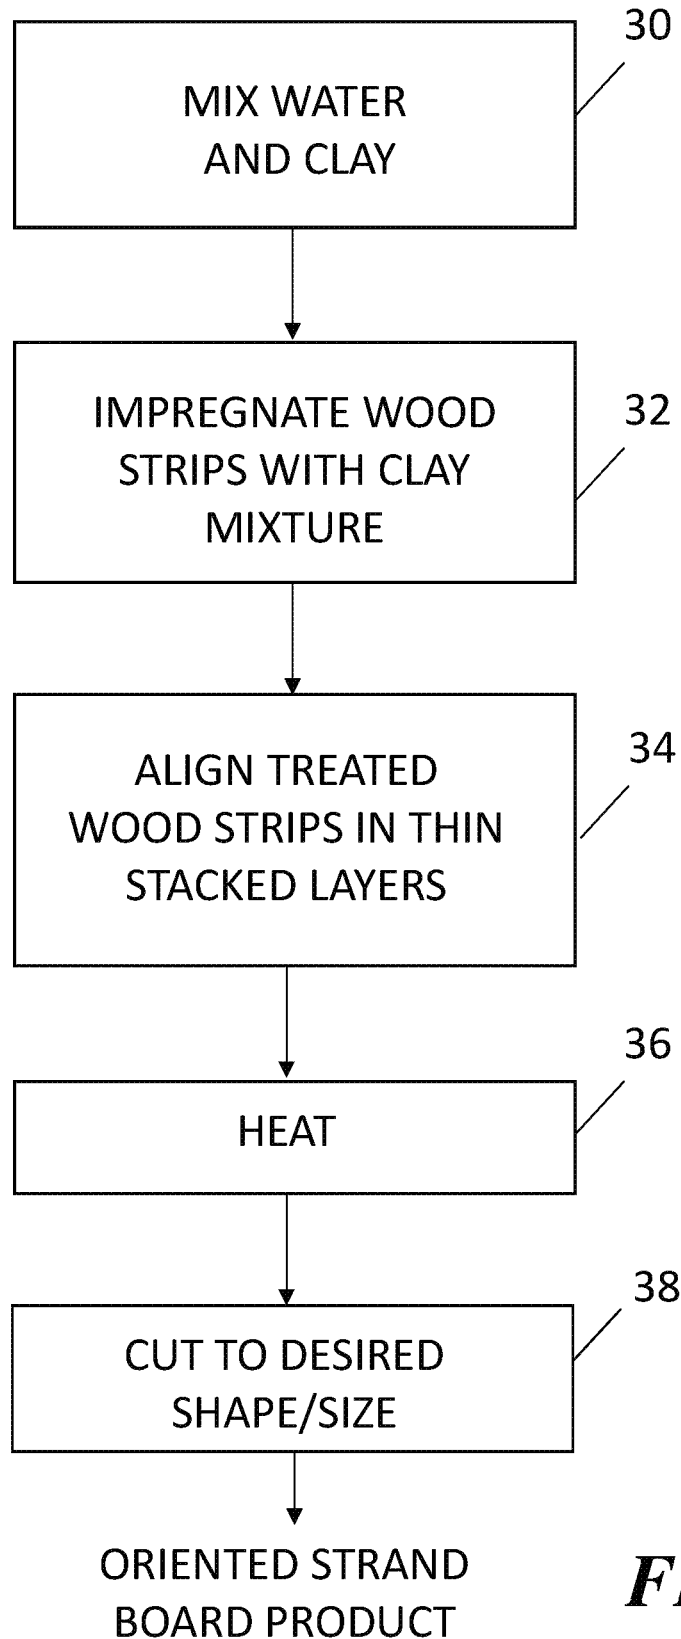 30
MIX WATER
AND CLAY
32
IMPREGNATE WOOD
STRIPS WITH CLAY
MIXTURE
34
ALIGN TREATED
WOOD STRIPS IN THIN
STACKED LAYERS
36
HEAT
38
CUT TO DESIRED
SHAPE/SIZE
ORIENTED STRAND
BOARD PRODUCT